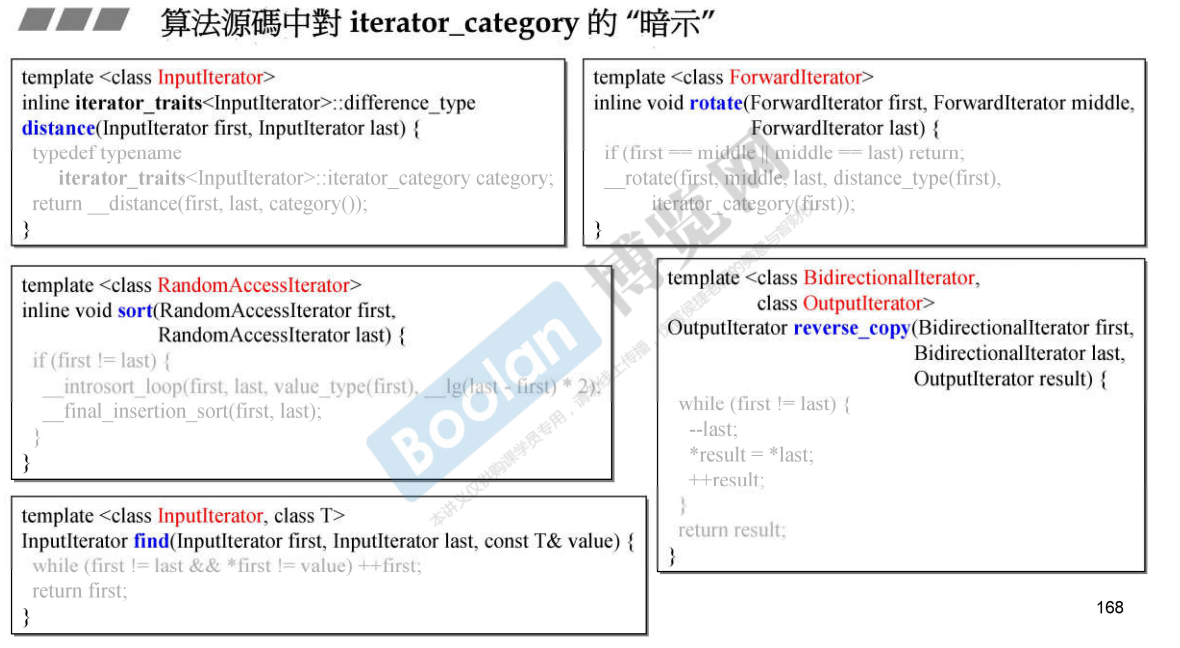 算法源碼中對 iterator_category 的 “暗示”
template <class InputIterator>
inline iterator_traits<InputIterator>::difference_type
distance(InputIterator first, InputIterator last) {
typedef typename
iterator_traits<InputIterator>::iterator_category category;
return __distance(first, last, category());
}
template <class ForwardIterator>
inline void rotate(ForwardIterator first, ForwardIterator middle,
ForwardIterator last) {
if (first == middle || middle == last) return;
__rotate(first, middle, last, distance_type(first),
iterator_category(first));
}
template <class RandomAccessIterator>
inline void sort(RandomAccessIterator first,
RandomAccessIterator last) {
if (first != last) {
__introsort_loop(first, last, value_type(first), __lg(last - first) * 2);
__final_insertion_sort(first, last);
}
}
template <class BidirectionalIterator,
class OutputIterator>
OutputIterator reverse_copy(BidirectionalIterator first,
BidirectionalIterator last,
OutputIterator result) {
while (first != last) {
--last;
*result = *last;
++result;
}
return result;
}
template <class InputIterator, class T>
InputIterator find(InputIterator first, InputIterator last, const T& value) {
while (first != last && *first != value) ++first;
return first;
}
Boolan 博览网
本讲义仅供购课学员专用，请
168